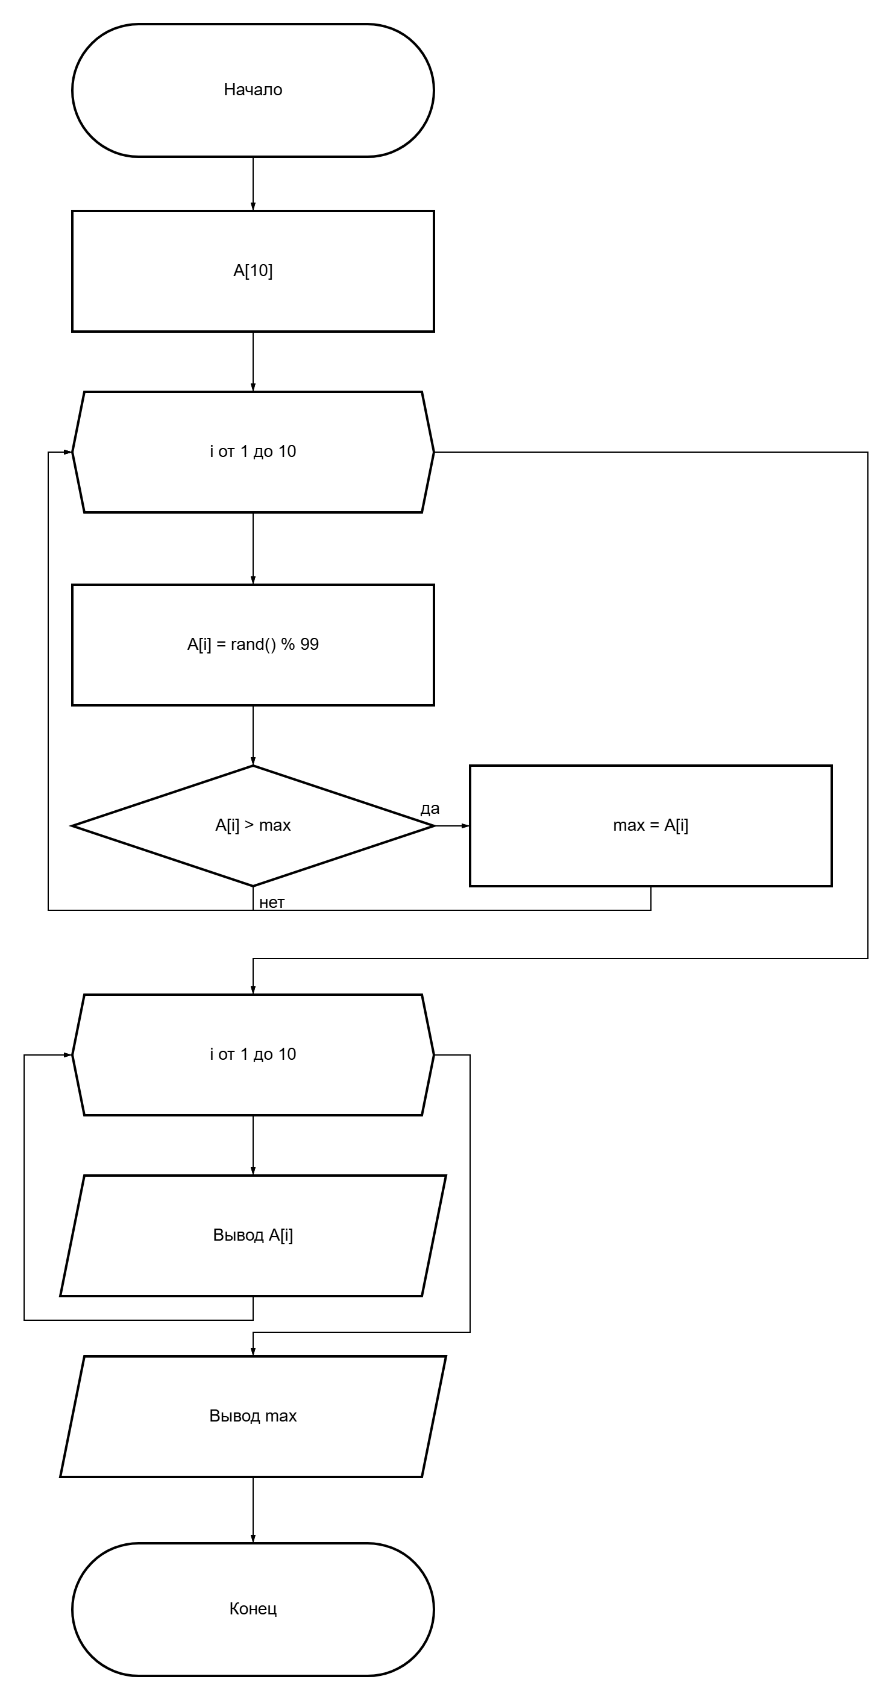 Начало
A[10]
i от 1 до 10
A[i] = rand() % 99
A[i] > max
да
max = A[i]
нет
i от 1 до 10
Вывод A[i]
Вывод max
Конец